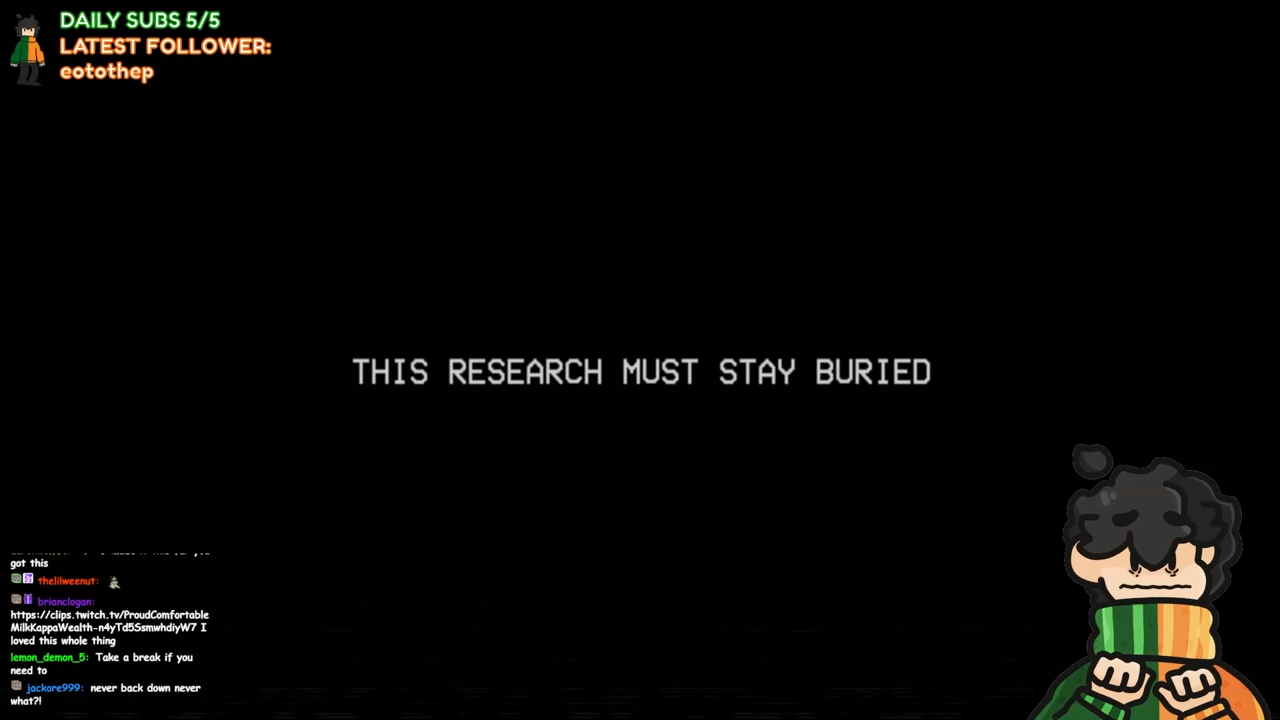 DAILY SUBS 5/5
LATEST FOLLOWER:
eotothep
THIS RESEARCH MUST STAY BURIED
got this
thelilweenut:
brianclogan:
https://clips.twitch.tv/ProudComfortable
MilkKappaWealth-n4yTd5SsmwhdiyW7 I
loved this whole thing
lemon_demon_5: Take a break if you
need to
jackore999: never back down never
what?!